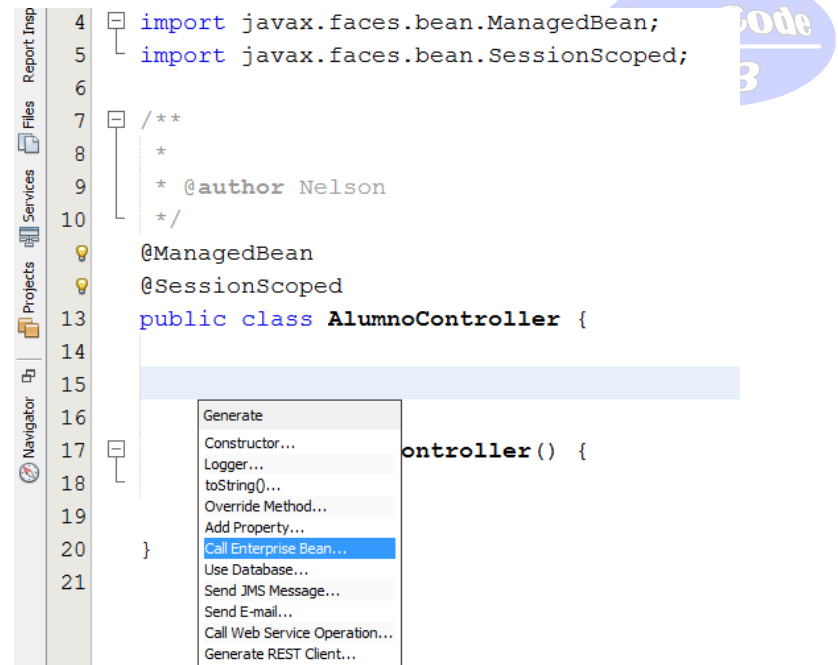 Report Insp
Files
Services
Projects
Navigator
4 import javax.faces.bean.ManagedBean;
5 import javax.faces.bean.SessionScoped;
6
7 /**
8 *
9 * @author Nelson
10 */
@ManagedBean
@SessionScoped
13 public class AlumnoController {
14
15
16
17 ontroller() {
18
19
20 }
21
Generate
Constructor...
Logger...
toString()...
Override Method...
Add Property...
Call Enterprise Bean...
Use Database...
Send JMS Message...
Send E-mail...
Call Web Service Operation...
Generate REST Client...